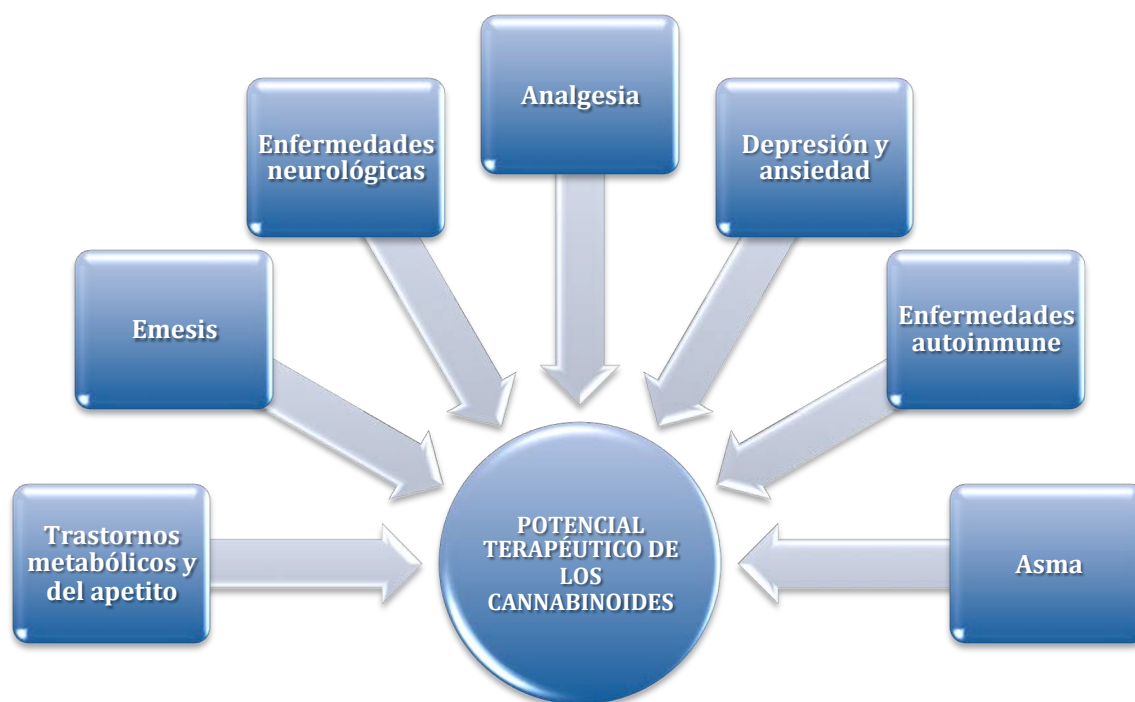 Analgesia
Enfermedades
neurológicas
Depresión y
ansiedad
Emesis
Enfermedades
autoinmune
Trastornos
metabólicos y
del apetito
POTENCIAL
TERAPÉUTICO DE
LOS
CANNABINOIDES
Asma